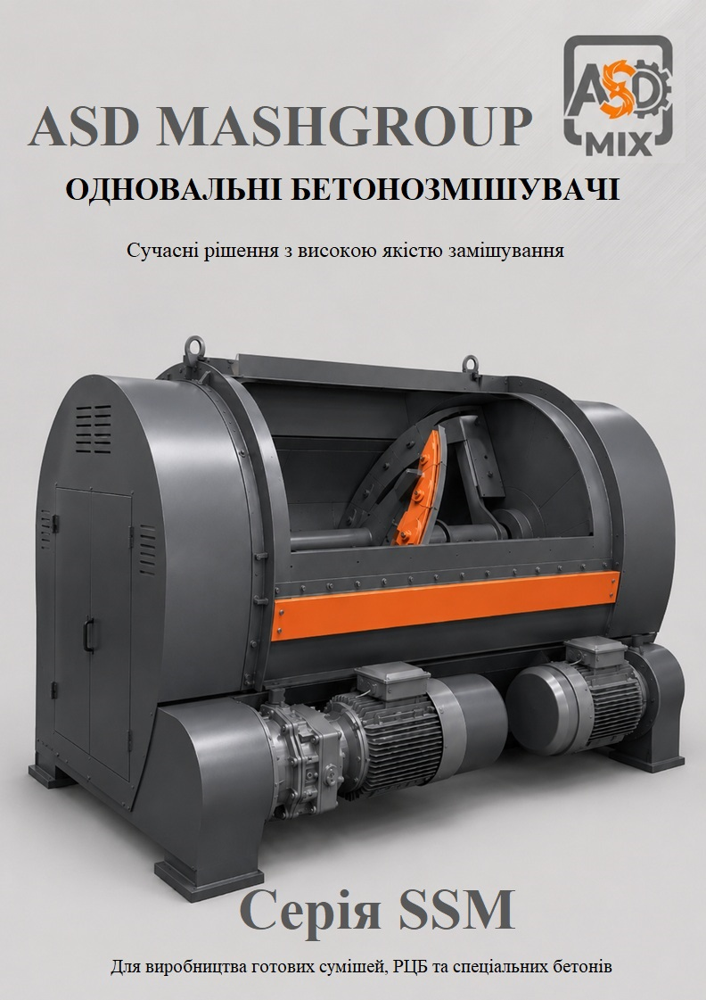 ASD
MIX
ASD MASHGROUP
ОДНОВАЛЬНІ БЕТОНОЗМІШУВАЧІ
Сучасні рішення з високою якістю замішування
Серія SSM
Для виробництва готових сумішей, РЦБ та спеціальних бетонів